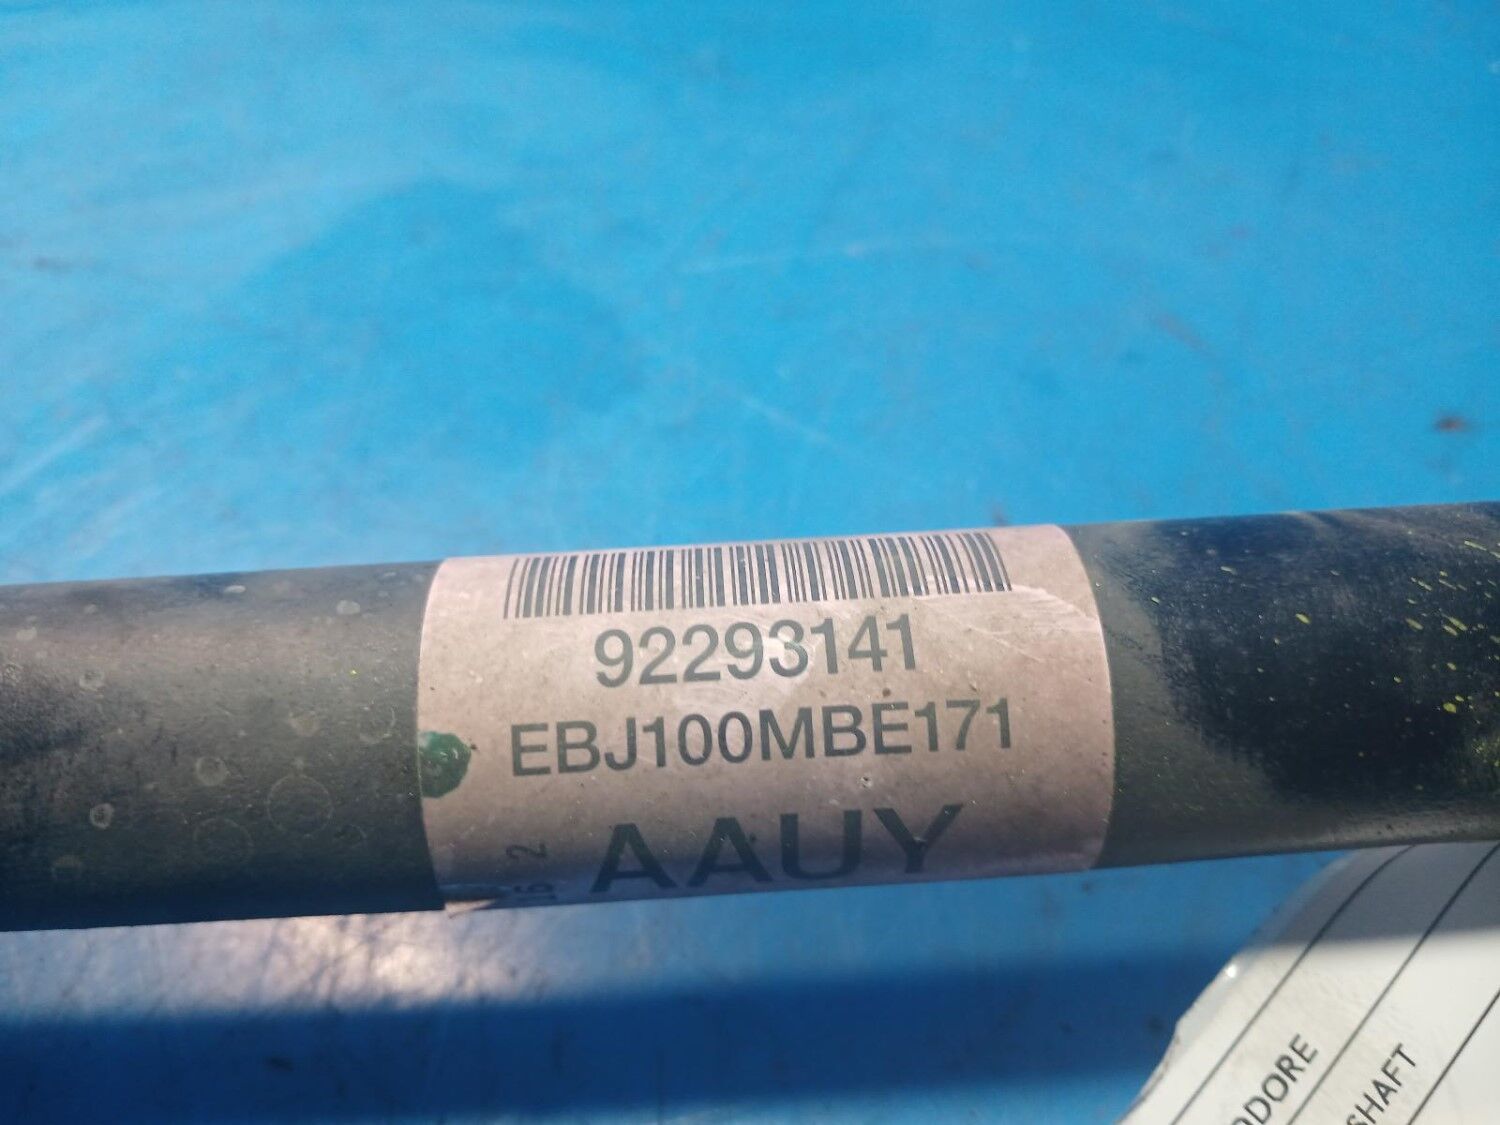 92293141
EBJ100MBE171
AAUY
ODORE
SHAFT